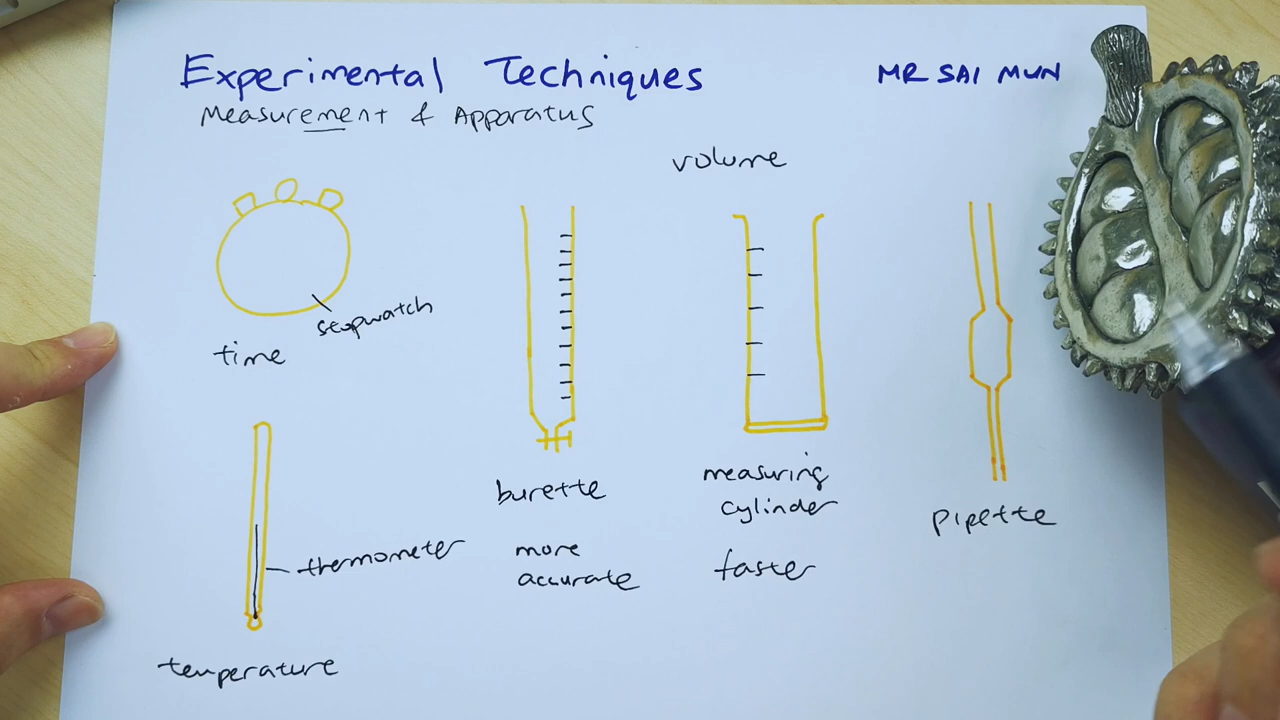 Experimental Techniques
MR SAI MUN
Measurement & Apparatus
volume
stopwatch
time
burette
measuring
cylinder
pipette
more
accurate
faster
thermometer
temperature